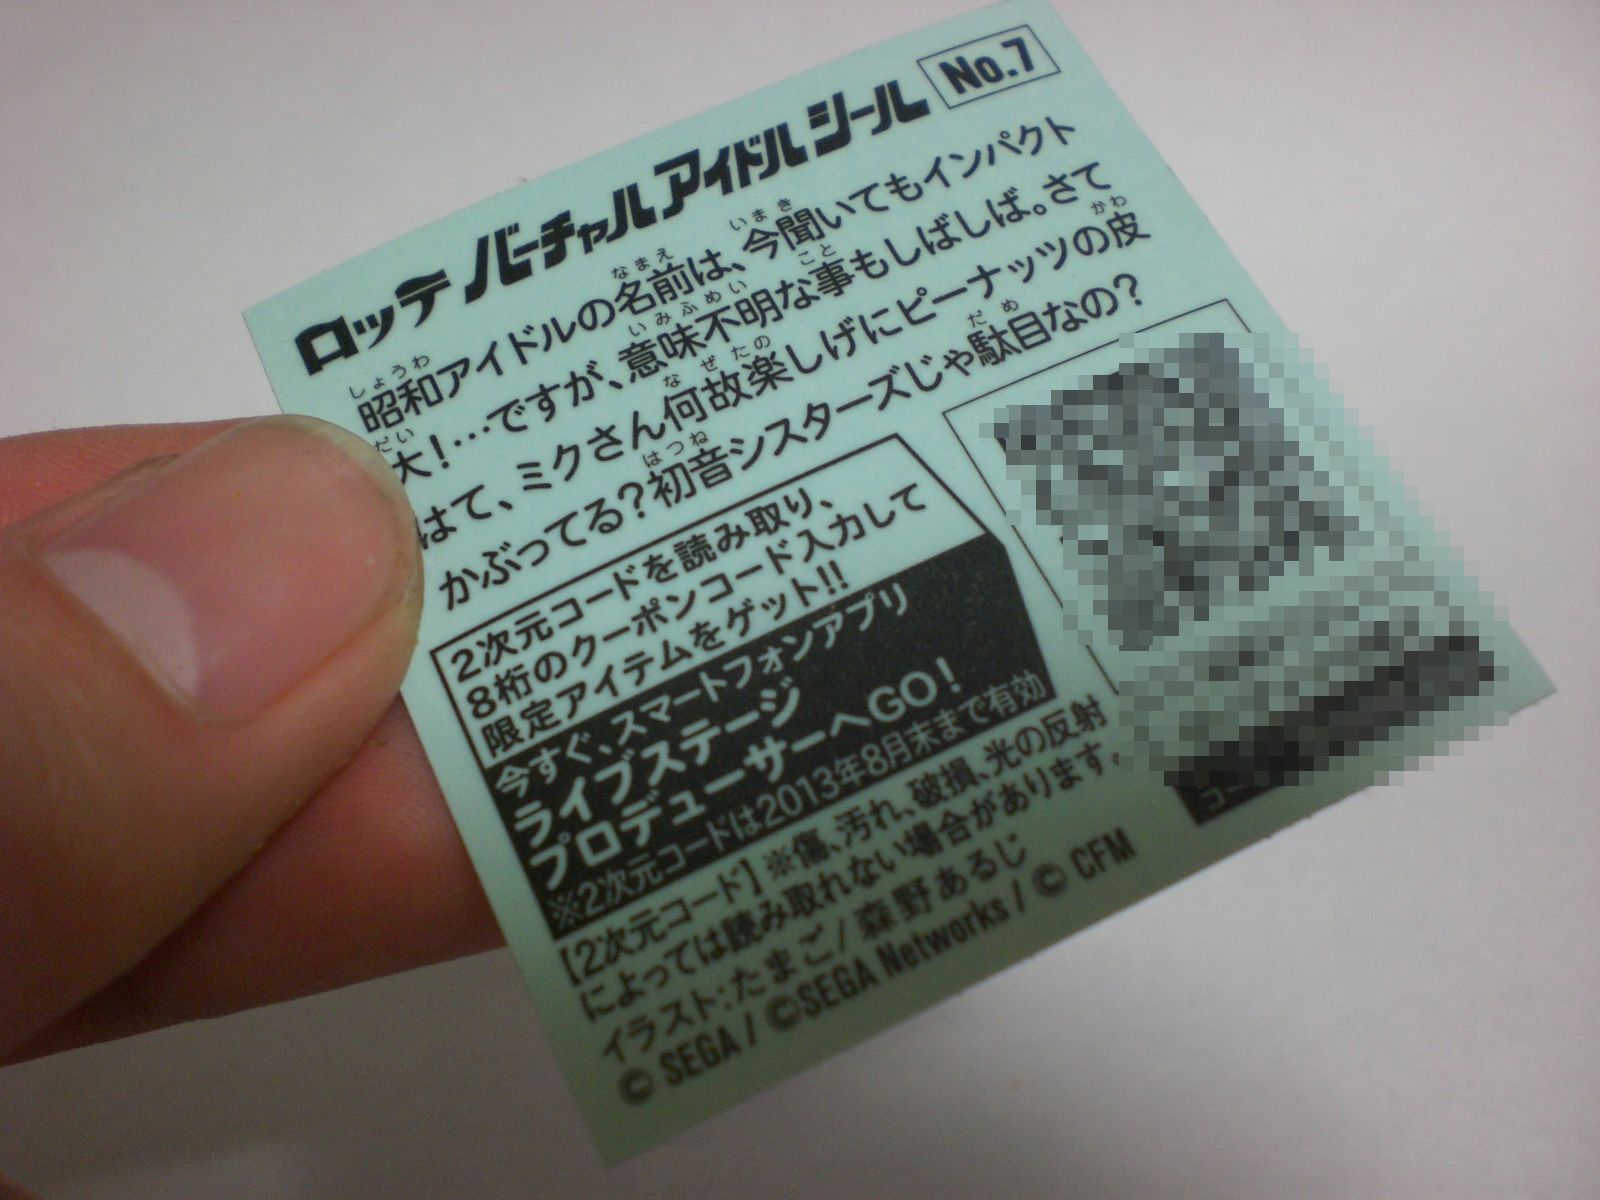 ロッテ バーチャルアイドルシール No.7
昭和アイドルの名前は、今聞いてもインパクト
大!…ですが、意味不明な事もしばしば。さて
はて、ミクさん何故楽しげにピーナッツの皮
かぶってる?初音シスターズじゃ駄目なの?
2次元コードを読み取り、
8桁のクーポンコード入力して
限定アイテムをゲット!!
今すぐ、スマートフォンアプリ
ライブステージ
プロデューサーへGO!
※2次元コードは2013年8月末まで有効
【2次元コード】※傷、汚れ、破損、光の反射
によっては読み取れない場合があります。
イラスト:たまご/森野あるじ
© SEGA / ©SEGA Networks / © CFM